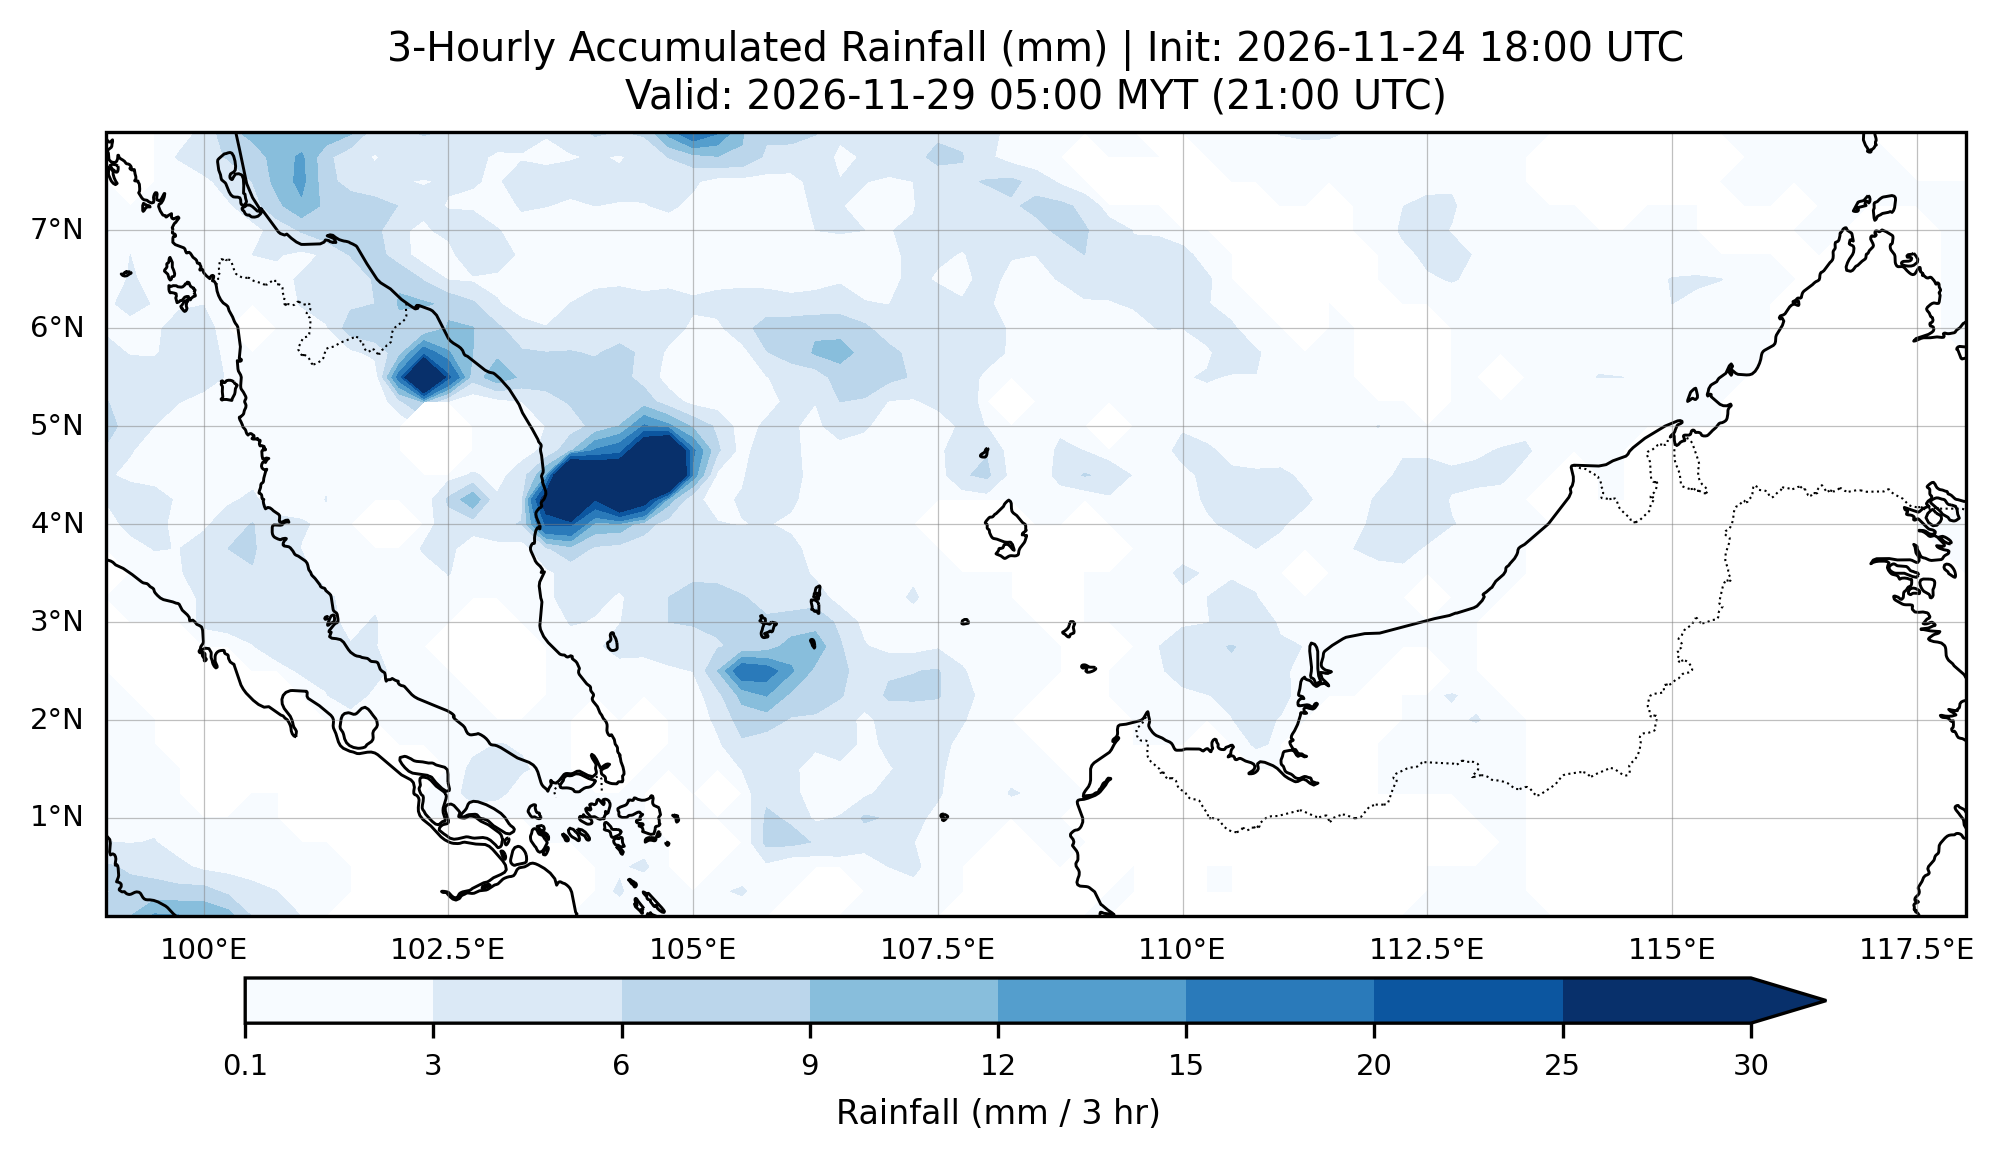 3-Hourly Accumulated Rainfall (mm) | Init: 2026-11-24 18:00 UTC
Valid: 2026-11-29 05:00 MYT (21:00 UTC)
7°N
6°N
5°N
4°N
3°N
2°N
1°N
100°E 102.5°E 105°E 107.5°E 110°E 112.5°E 115°E 117.5°E
0.1 3 6 9 12 15 20 25 30
Rainfall (mm / 3 hr)